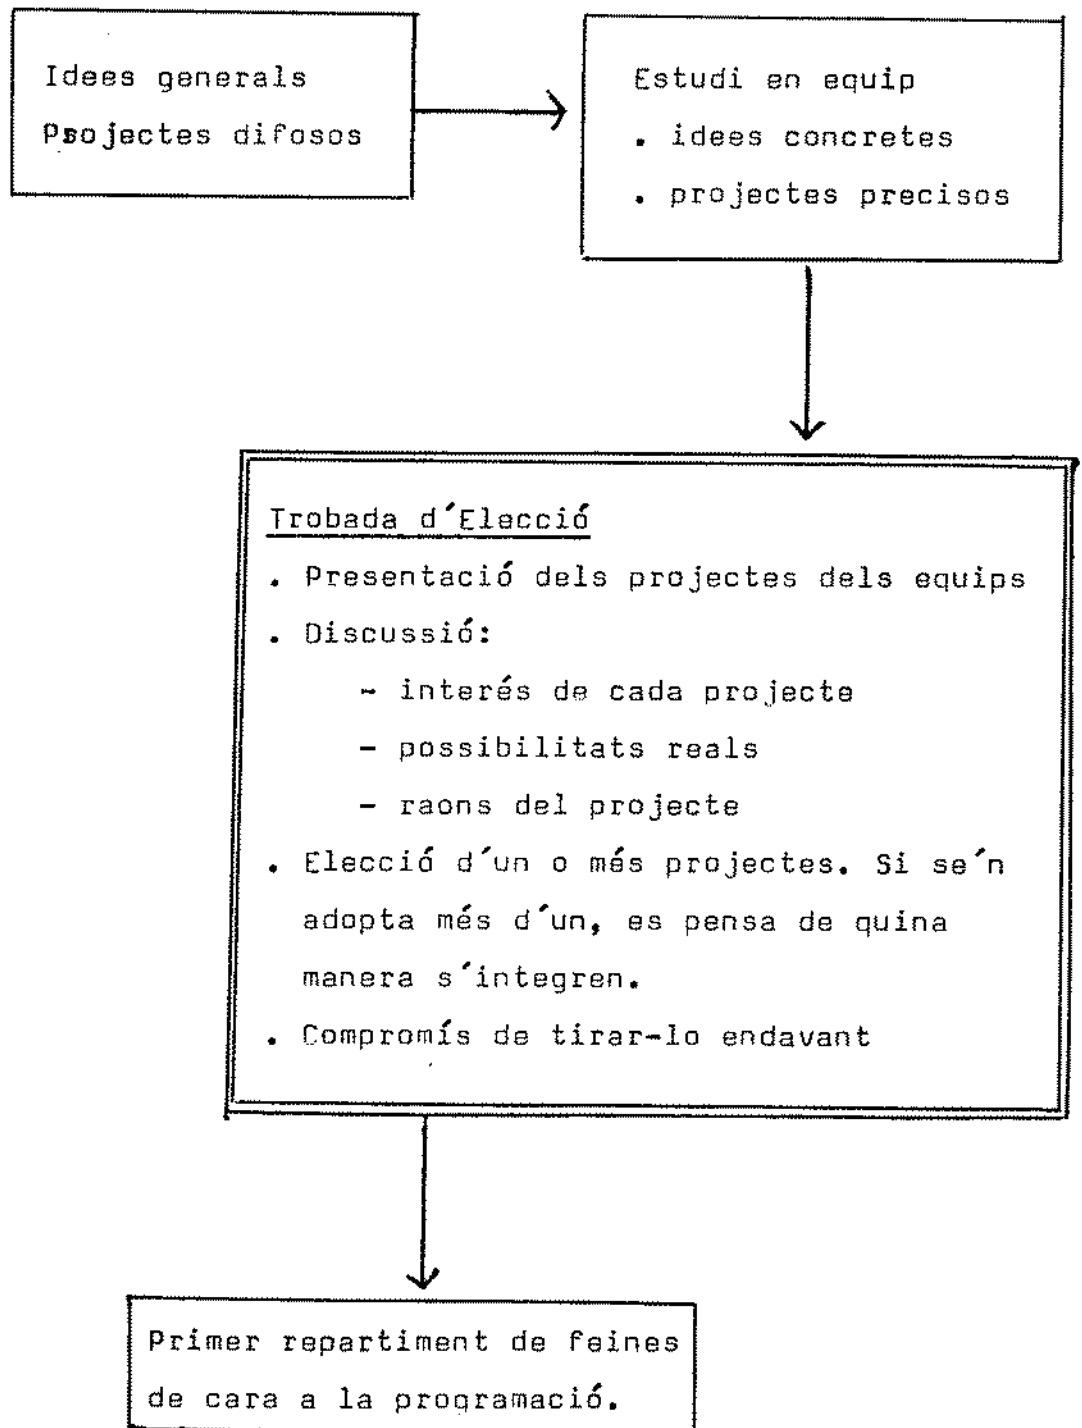 Idees generals
Psojectes difosos
Estudi en equip
. idees concretes
. projectes precisos
Trobada d´Elecció
. Presentació dels projectes dels equips
. Discussió:
- interés de cada projecte
- possibilitats reals
- raons del projecte
. Elecció d´un o més projectes. Si se´n
adopta més d´un, es pensa de quina
manera s´integren.
. Compromís de tirar-lo endavant
Primer repartiment de feines
de cara a la programació.